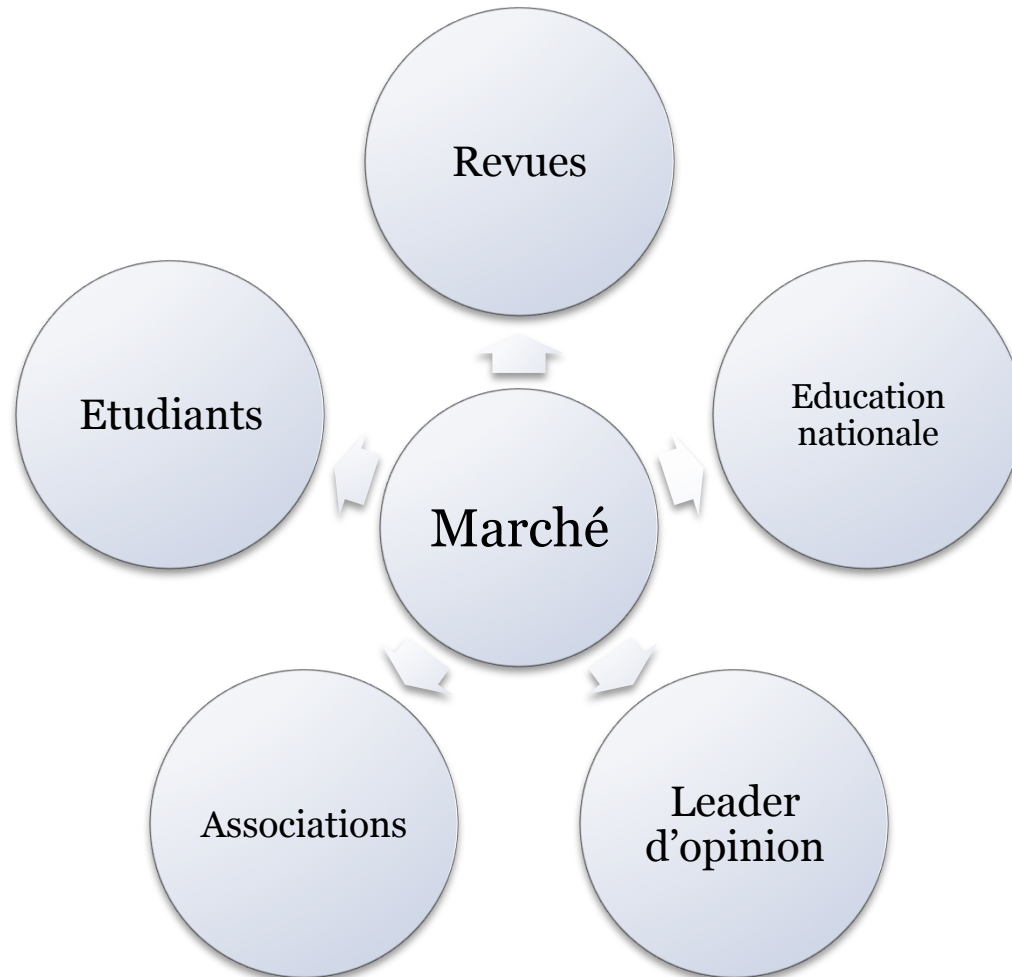 Revues
Etudiants
Education
nationale
Marché
Associations
Leader
d’opinion